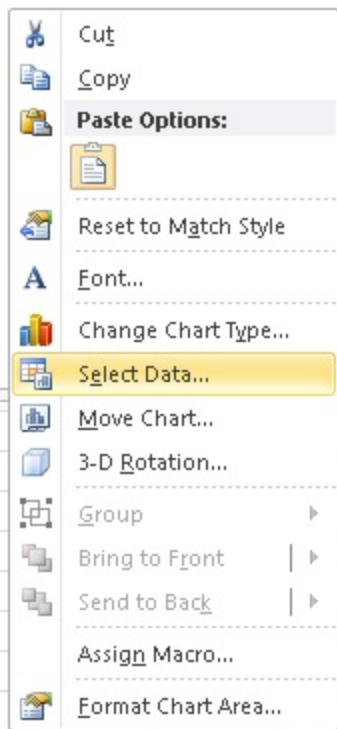 Cut
Copy
Paste Options:
Reset to Match Style
Font...
Change Chart Type...
Select Data...
Move Chart...
3-D Rotation...
Group
Bring to Front
Send to Back
Assign Macro...
Format Chart Area...